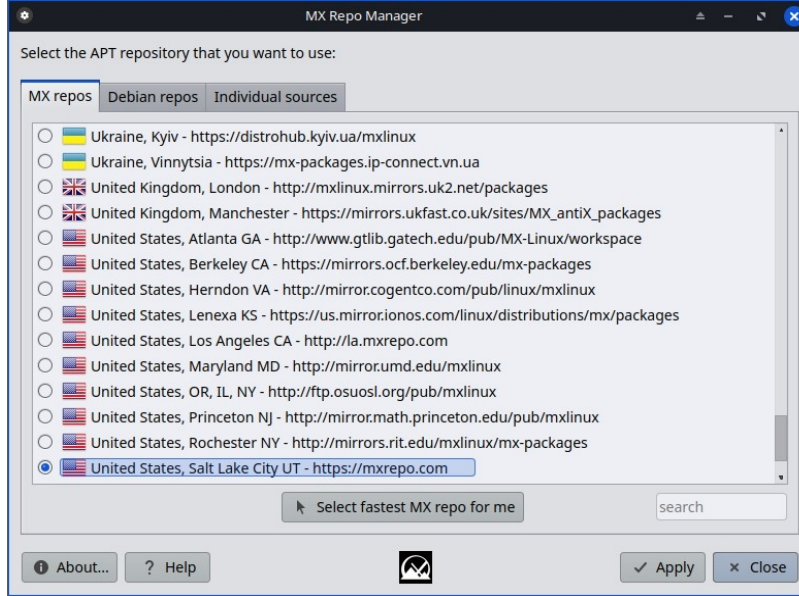 MX Repo Manager
Select the APT repository that you want to use:
MX repos Debian repos Individual sources
Ukraine, Kyiv - https://distrohub.kyiv.ua/mxlinux
Ukraine, Vinnytsia - https://mx-packages.ip-connect.vn.ua
United Kingdom, London - http://mxlinux.mirrors.uk2.net/packages
United Kingdom, Manchester - https://mirrors.ukfast.co.uk/sites/MX_antiX_packages
United States, Atlanta GA - http://www.gtlib.gatech.edu/pub/MX-Linux/workspace
United States, Berkeley CA - https://mirrors.ocf.berkeley.edu/mx-packages
United States, Herndon VA - http://mirror.cogentco.com/pub/linux/mxlinux
United States, Lenexa KS - https://us.mirror.ionos.com/linux/distributions/mx/packages
United States, Los Angeles CA - http://la.mxrepo.com
United States, Maryland MD - http://mirror.umd.edu/mxlinux
United States, OR, IL, NY - http://ftp.osuosl.org/pub/mxlinux
United States, Princeton NJ - http://mirror.math.princeton.edu/pub/mxlinux
United States, Rochester NY - http://mirrors.rit.edu/mxlinux/mx-packages
United States, Salt Lake City UT - https://mxrepo.com
Select fastest MX repo for me search
About... ? Help Apply Close